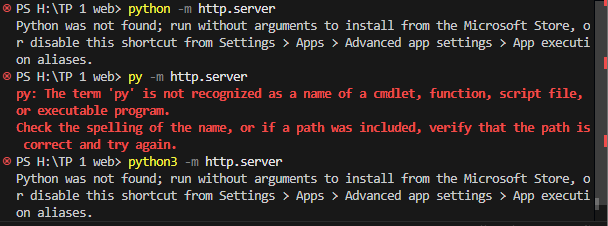 PS H:\TP 1 web> python -m http.server
Python was not found; run without arguments to install from the Microsoft Store, o
r disable this shortcut from Settings > Apps > Advanced app settings > App executi
on aliases.
PS H:\TP 1 web> py -m http.server
py: The term 'py' is not recognized as a name of a cmdlet, function, script file,
or executable program.
Check the spelling of the name, or if a path was included, verify that the path is
 correct and try again.
PS H:\TP 1 web> python3 -m http.server
Python was not found; run without arguments to install from the Microsoft Store, o
r disable this shortcut from Settings > Apps > Advanced app settings > App executi
on aliases.